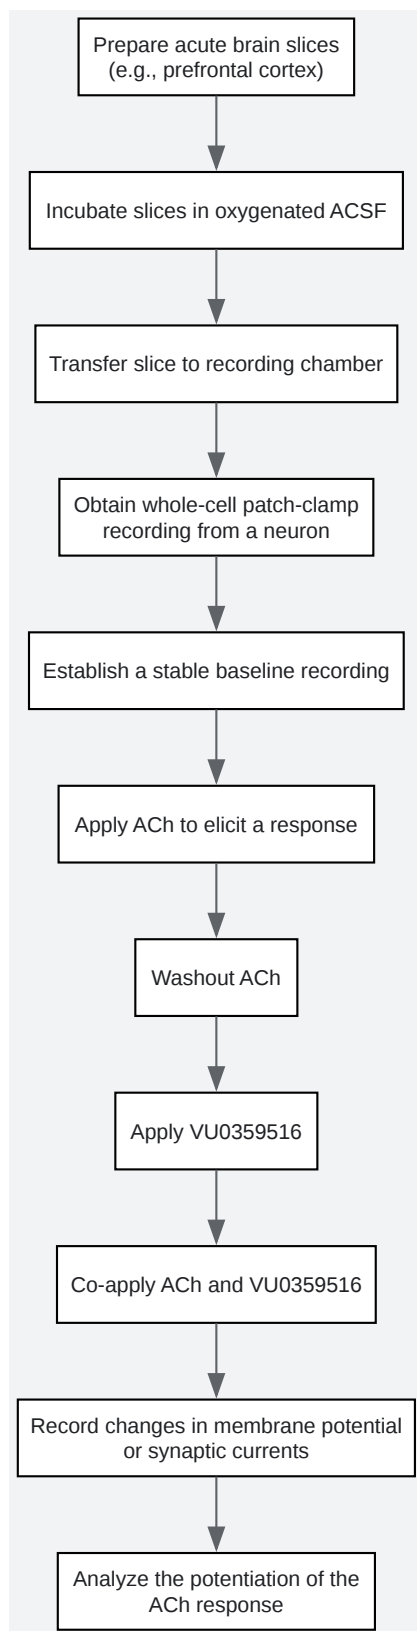 Prepare acute brain slices
(e.g., prefrontal cortex)
Incubate slices in oxygenated ACSF
Transfer slice to recording chamber
Obtain whole-cell patch-clamp
recording from a neuron
Establish a stable baseline recording
Apply ACh to elicit a response
Washout ACh
Apply VU0359516
Co-apply ACh and VU0359516
Record changes in membrane potential
or synaptic currents
Analyze the potentiation of the
ACh response